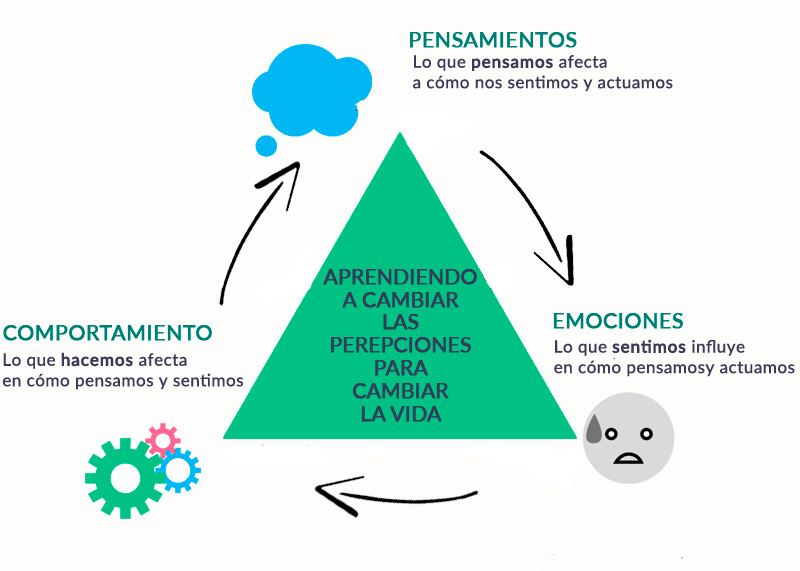 PENSAMIENTOS
Lo que pensamos afecta
a cómo nos sentimos y actuamos
APRENDIENDO
A CAMBIAR
LAS
PEREPCIONES
PARA
CAMBIAR
LA VIDA
EMOCIONES
Lo que sentimos influye
en cómo pensamosy actuamos
COMPORTAMIENTO
Lo que hacemos afecta
en cómo pensamos y sentimos